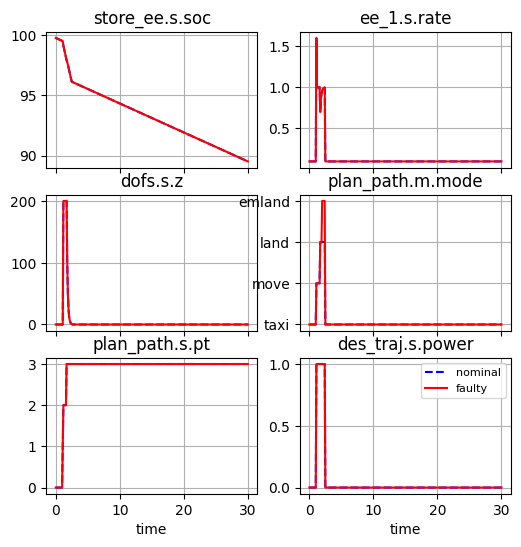 store_ee.s.soc
100
95
90
ee_1.s.rate
1.5
1.0
0.5
dofs.s.z
200
100
0
plan_path.m.mode
emland
land
move
taxi
plan_path.s.pt
3
2
1
0
0
10
20
30
time
des_traj.s.power
1.0
0.5
0.0
nominal
faulty
0
10
20
30
time